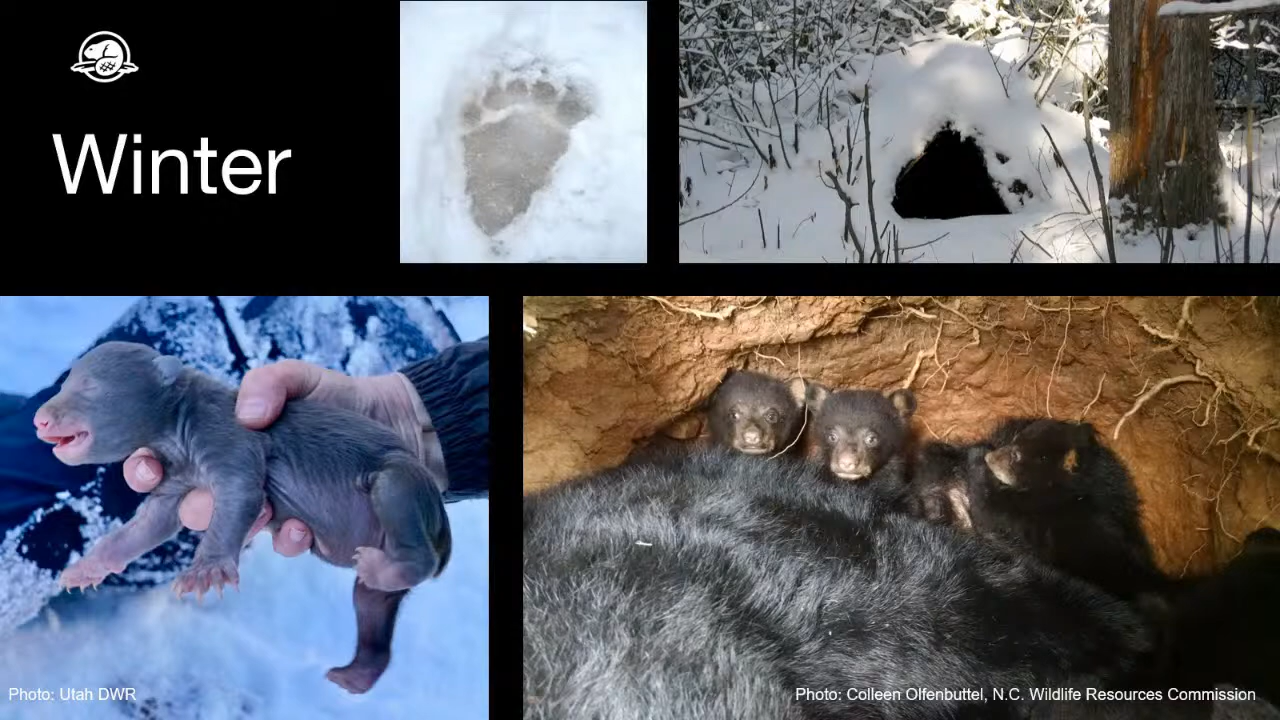 Winter
Photo: Utah DWR
Photo: Colleen Olfenbuttel, N.C. Wildlife Resources Commission